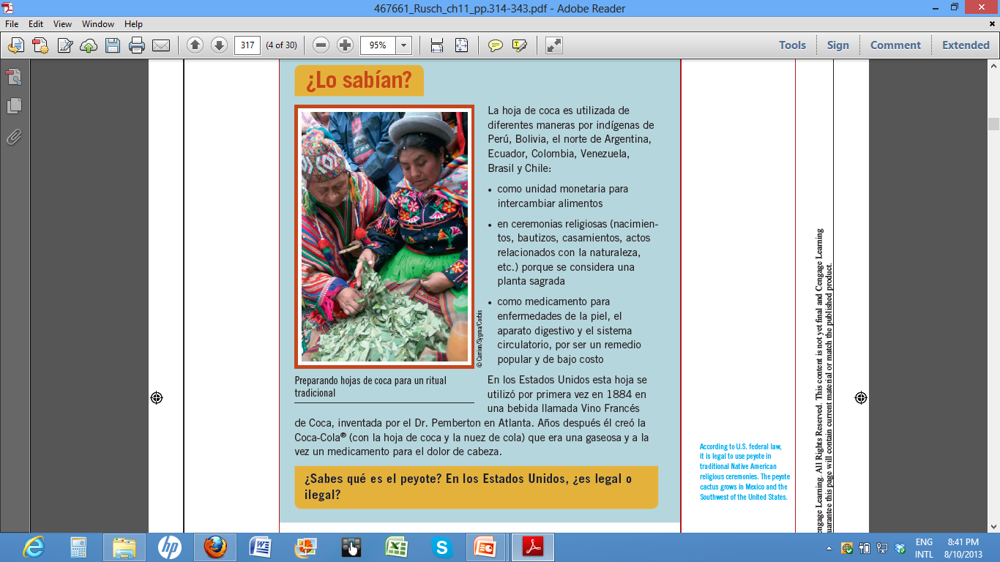 467661_Rusch_ch11_pp.314-343.pdf - Adobe Reader
File Edit View Window Help
317 (4 of 30) 95% Tools Sign Comment Extended
¿Lo sabían?
La hoja de coca es utilizada de
diferentes maneras por indígenas de
Perú, Bolivia, el norte de Argentina,
Ecuador, Colombia, Venezuela,
Brasil y Chile:
• como unidad monetaria para
intercambiar alimentos
• en ceremonias religiosas (nacimien-
tos, bautizos, casamientos, actos
relacionados con la naturaleza,
etc.) porque se considera una
planta sagrada
• como medicamento para
enfermedades de la piel, el
aparato digestivo y el sistema
circulatorio, por ser un remedio
popular y de bajo costo
© Carrion/Sygma/Corbis
Preparando hojas de coca para un ritual
tradicional
En los Estados Unidos esta hoja se
utilizó por primera vez en 1884 en
una bebida llamada Vino Francés
de Coca, inventada por el Dr. Pemberton en Atlanta. Años después él creó la
Coca-Cola® (con la hoja de coca y la nuez de cola) que era una gaseosa y a la
vez un medicamento para el dolor de cabeza.
¿Sabes qué es el peyote? En los Estados Unidos, ¿es legal o
ilegal?
According to U.S. federal law,
it is legal to use peyote in
traditional Native American
religious ceremonies. The peyote
cactus grows in Mexico and the
Southwest of the United States.
engage Learning. All Rights Reserved. This content is not yet final and Cengage Learning
uarantee this page will contain current material or match the published product.
hp
ENG 8:41 PM
INTL 8/10/2013